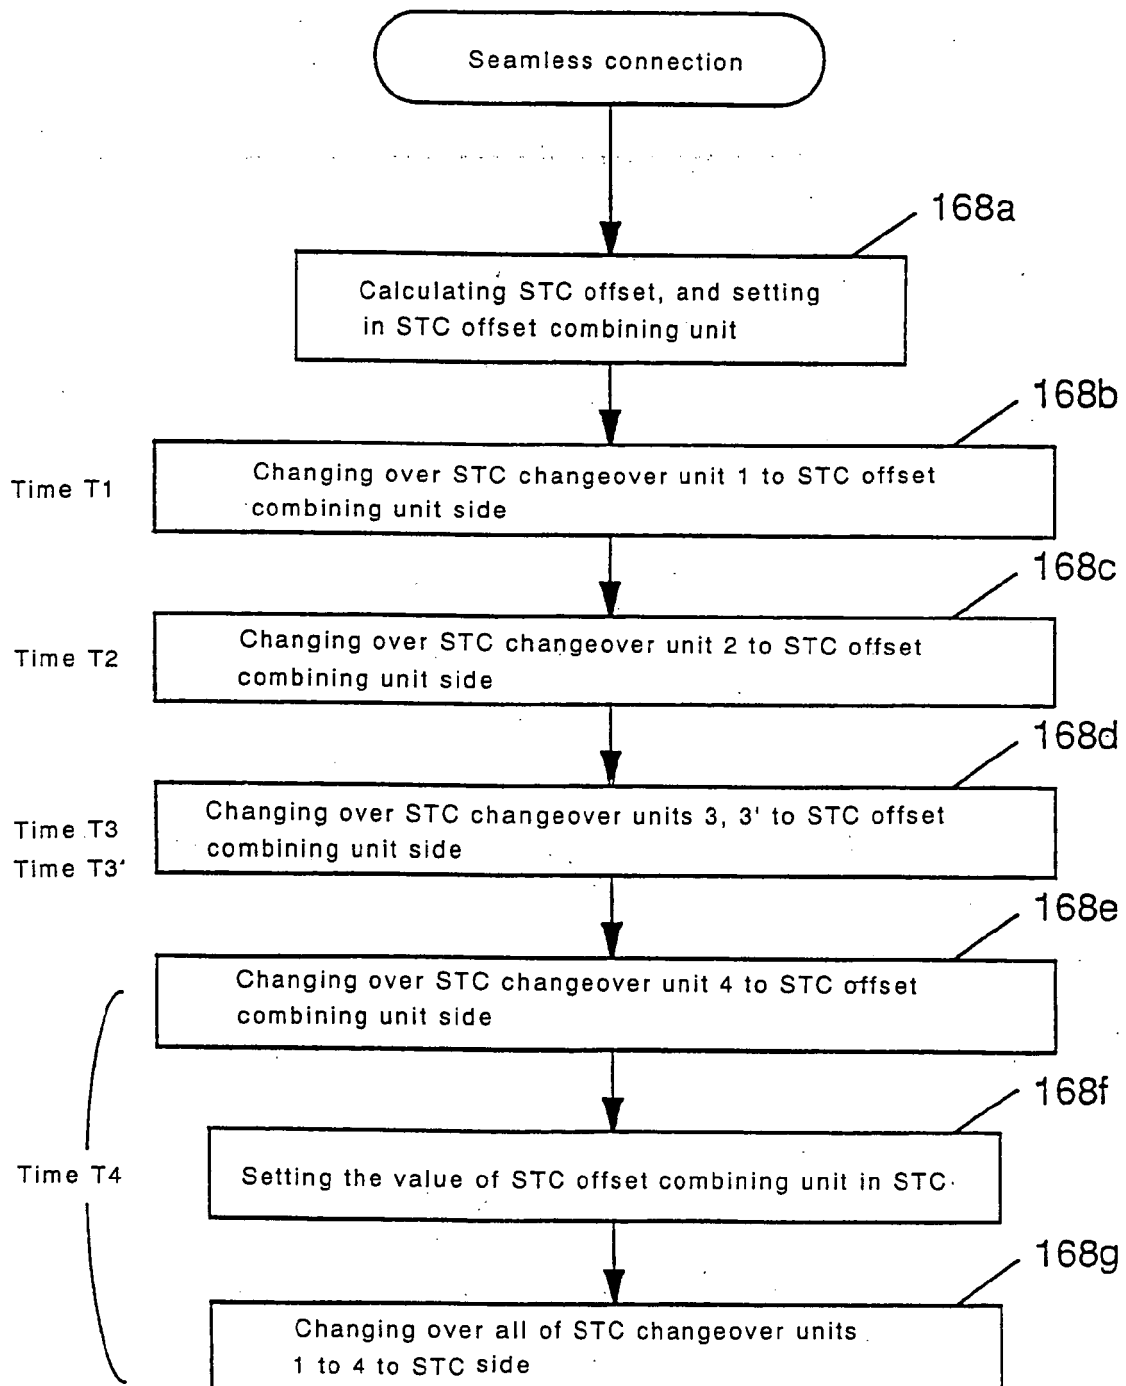 Seamless connection
168a
Calculating STC offset, and setting
in STC offset combining unit
168b
Time T1
Changing over STC changeover unit 1 to STC offset
combining unit side
168c
Time T2
Changing over STC changeover unit 2 to STC offset
combining unit side
168d
Time T3
Time T3'
Changing over STC changeover units 3, 3' to STC offset
combining unit side
168e
Changing over STC changeover unit 4 to STC offset
combining unit side
168f
Time T4
Setting the value of STC offset combining unit in STC
168g
Changing over all of STC changeover units
1 to 4 to STC side